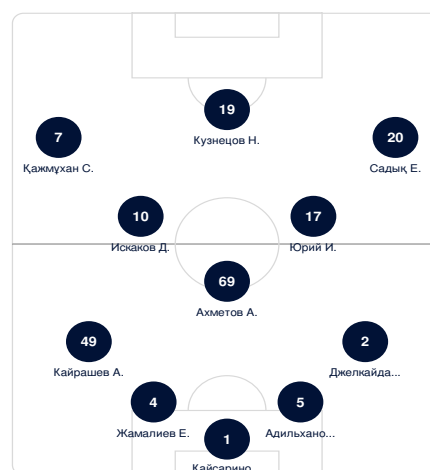 19
Кузнецов Н.
7
Қажмұхан С.
20
Садық Е.
10
Искаков Д.
17
Юрий И.
69
Ахметов А.
49
Кайрашев А.
2
Джелкайда...
4
Жамалиев Е.
5
Адильхано...
1
Кайсарино